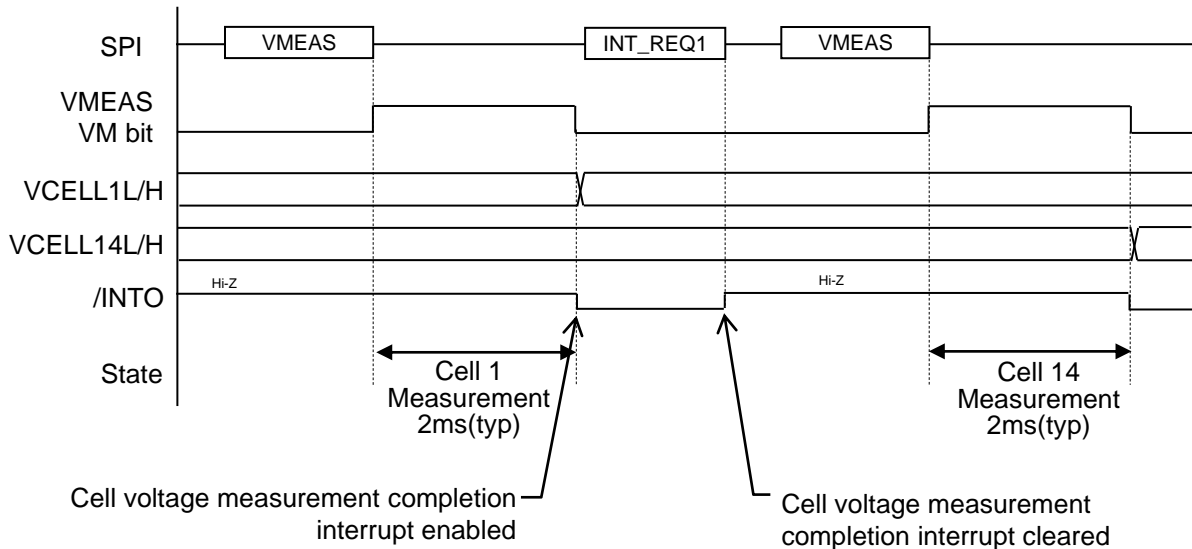 SPI
VMEAS
INT_REQ1
VMEAS
VMEAS
VM bit
VCELL1L/H
VCELL14L/H
/INTO
Hi-Z
Hi-Z
State
Cell 1
Measurement
2ms(typ)
Cell 14
Measurement
2ms(typ)
Cell voltage measurement completion
interrupt enabled
Cell voltage measurement
completion interrupt cleared